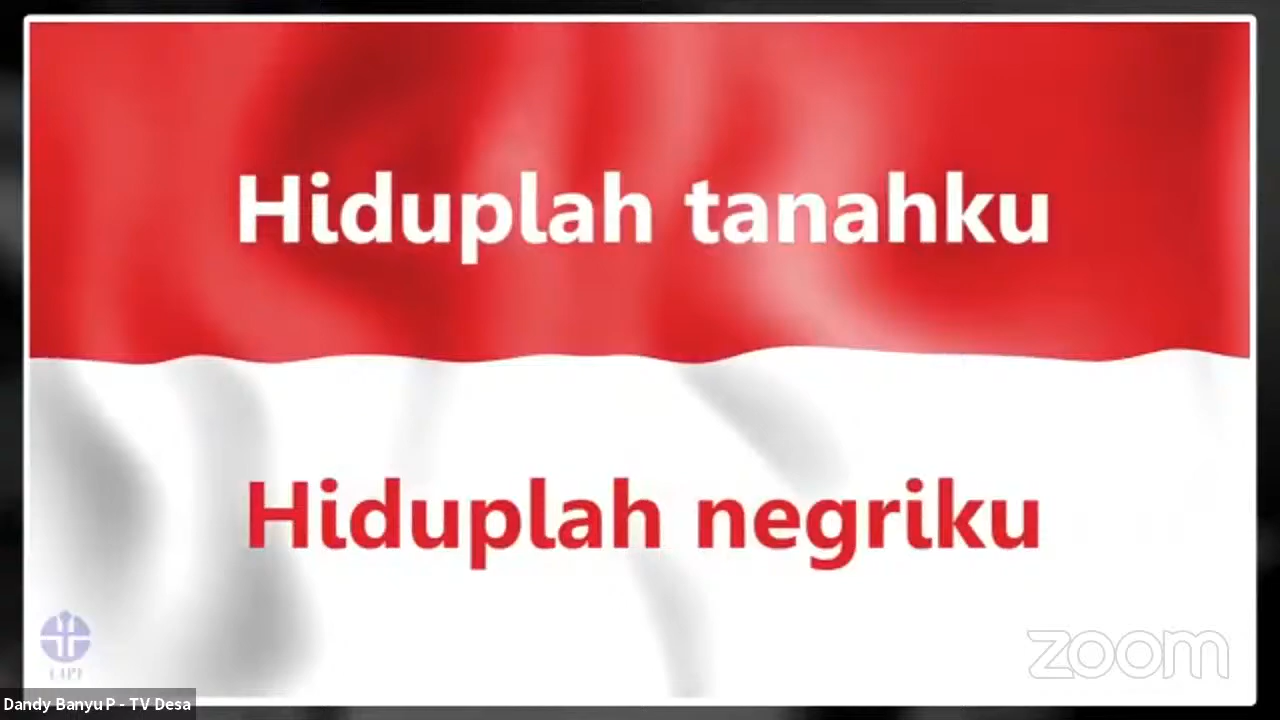 Hiduplah tanahku
Hiduplah negriku
zoom
Dandy Banyu P - TV Desa